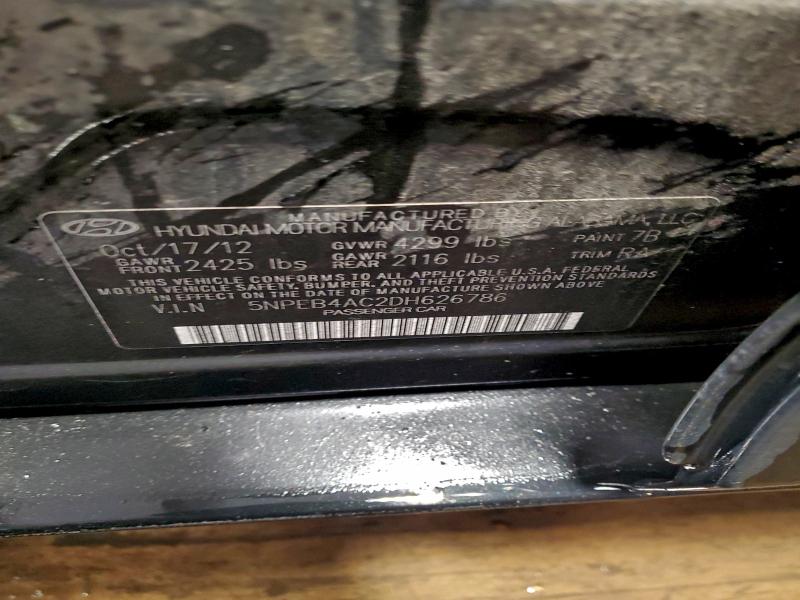 MANUFACTURED BY
HYUNDAI MOTOR MANUFACTURING ALABAMA, LLC
Oct/17/12 GVWR 4299 lbs PAINT 7B
GAWR FRONT 2425 lbs GAWR REAR 2116 lbs TRIM
THIS VEHICLE CONFORMS TO ALL APPLICABLE U.S.A. FEDERAL
MOTOR VEHICLE SAFETY, BUMPER, AND THEFT PREVENTION STANDARDS
IN EFFECT ON THE DATE OF MANUFACTURE SHOWN ABOVE
V.I.N 5NPEB4AC2DH626786
PASSENGER CAR